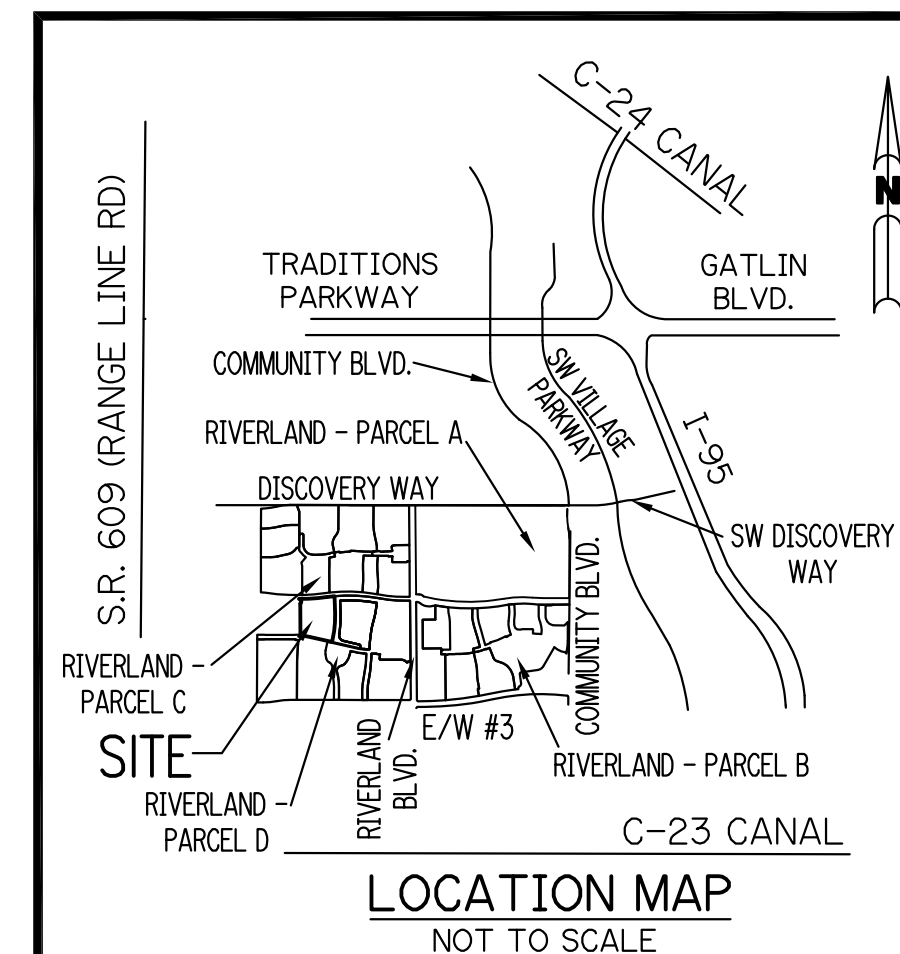 C-24 CANAL
N
S.R. 609 (RANGE LINE RD)
TRADITIONS
PARKWAY
GATLIN
BLVD.
COMMUNITY BLVD.
SW VILLAGE
PARKWAY
RIVERLAND - PARCEL A
I-95
DISCOVERY WAY
SW DISCOVERY
WAY
COMMUNITY BLVD.
RIVERLAND -
PARCEL C
SITE
E/W #3
RIVERLAND
BLVD.
RIVERLAND - PARCEL B
RIVERLAND -
PARCEL D
C-23 CANAL
LOCATION MAP
NOT TO SCALE